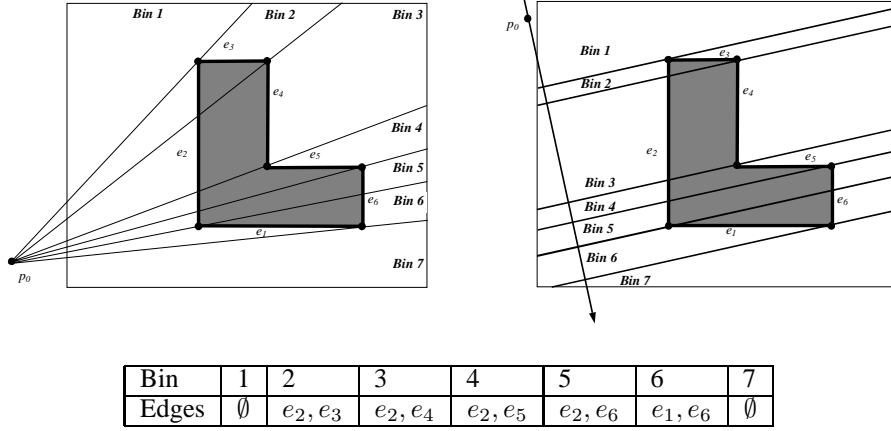 Bin 1
Bin 2
Bin 3
e3
e4
Bin 4
e2
e5
Bin 5
e6
Bin 6
e1
Bin 7
p0
p0
Bin 1
e3
Bin 2
e4
e2
e5
Bin 3
Bin 4
e6
Bin 5
e1
Bin 6
Bin 7
Bin 1 2 3 4 5 6 7
Edges ∅ e2, e3 e2, e4 e2, e5 e2, e6 e1, e6 ∅